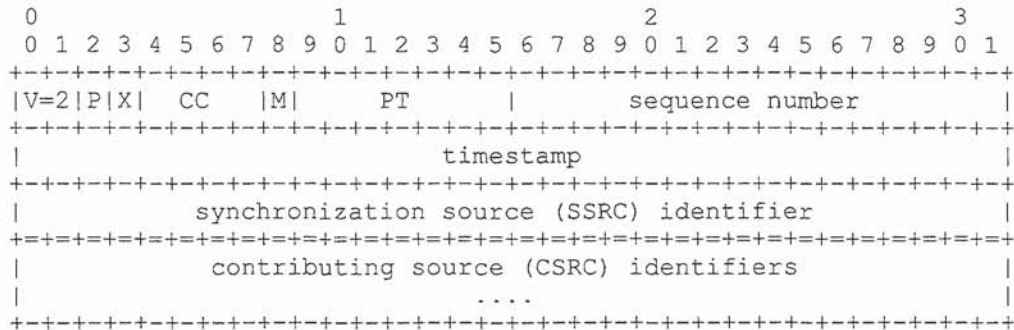 0                   1                   2                   3
 0 1 2 3 4 5 6 7 8 9 0 1 2 3 4 5 6 7 8 9 0 1 2 3 4 5 6 7 8 9 0 1
+-+-+-+-+-+-+-+-+-+-+-+-+-+-+-+-+-+-+-+-+-+-+-+-+-+-+-+-+-+-+-+-+
|V=2|P|X|  CC   |M|     PT      |       sequence number         |
+-+-+-+-+-+-+-+-+-+-+-+-+-+-+-+-+-+-+-+-+-+-+-+-+-+-+-+-+-+-+-+-+
|                           timestamp                           |
+-+-+-+-+-+-+-+-+-+-+-+-+-+-+-+-+-+-+-+-+-+-+-+-+-+-+-+-+-+-+-+-+
|           synchronization source (SSRC) identifier            |
+=+=+=+=+=+=+=+=+=+=+=+=+=+=+=+=+=+=+=+=+=+=+=+=+=+=+=+=+=+=+=+=+
|            contributing source (CSRC) identifiers             |
|                             ....                              |
+-+-+-+-+-+-+-+-+-+-+-+-+-+-+-+-+-+-+-+-+-+-+-+-+-+-+-+-+-+-+-+-+